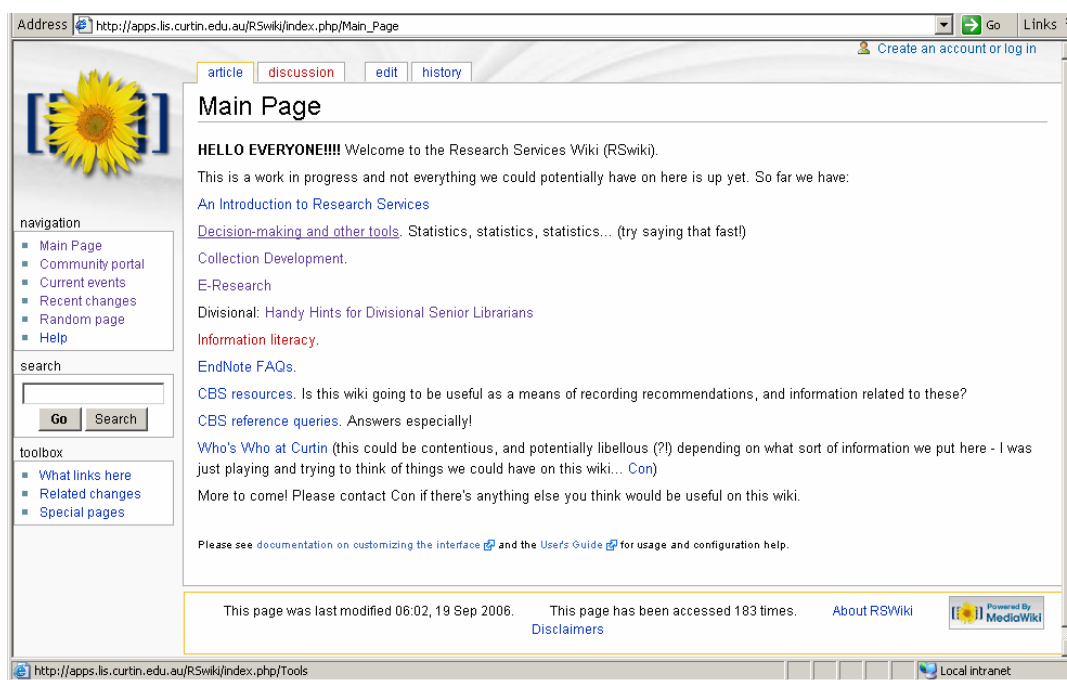 Address http://apps.lis.curtin.edu.au/RSwiki/index.php/Main_Page Go Links
Create an account or log in
article discussion edit history
Main Page
HELLO EVERYONE!!!! Welcome to the Research Services Wiki (RSwiki).
This is a work in progress and not everything we could potentially have on here is up yet. So far we have:
An Introduction to Research Services
Decision-making and other tools. Statistics, statistics, statistics... (try saying that fast!)
Collection Development.
E-Research
Divisional: Handy Hints for Divisional Senior Librarians
Information literacy.
EndNote FAQs.
CBS resources. Is this wiki going to be useful as a means of recording recommendations, and information related to these?
CBS reference queries. Answers especially!
Who's Who at Curtin (this could be contentious, and potentially libellous (?!) depending on what sort of information we put here - I was
just playing and trying to think of things we could have on this wiki... Con)
More to come! Please contact Con if there's anything else you think would be useful on this wiki.
Please see documentation on customizing the interface and the User's Guide for usage and configuration help.
navigation
Main Page
Community portal
Current events
Recent changes
Random page
Help
search
Go Search
toolbox
What links here
Related changes
Special pages
This page was last modified 06:02, 19 Sep 2006. This page has been accessed 183 times. About RSWiki
Disclaimers
Powered By
MediaWiki
http://apps.lis.curtin.edu.au/RSwiki/index.php/Tools Local intranet